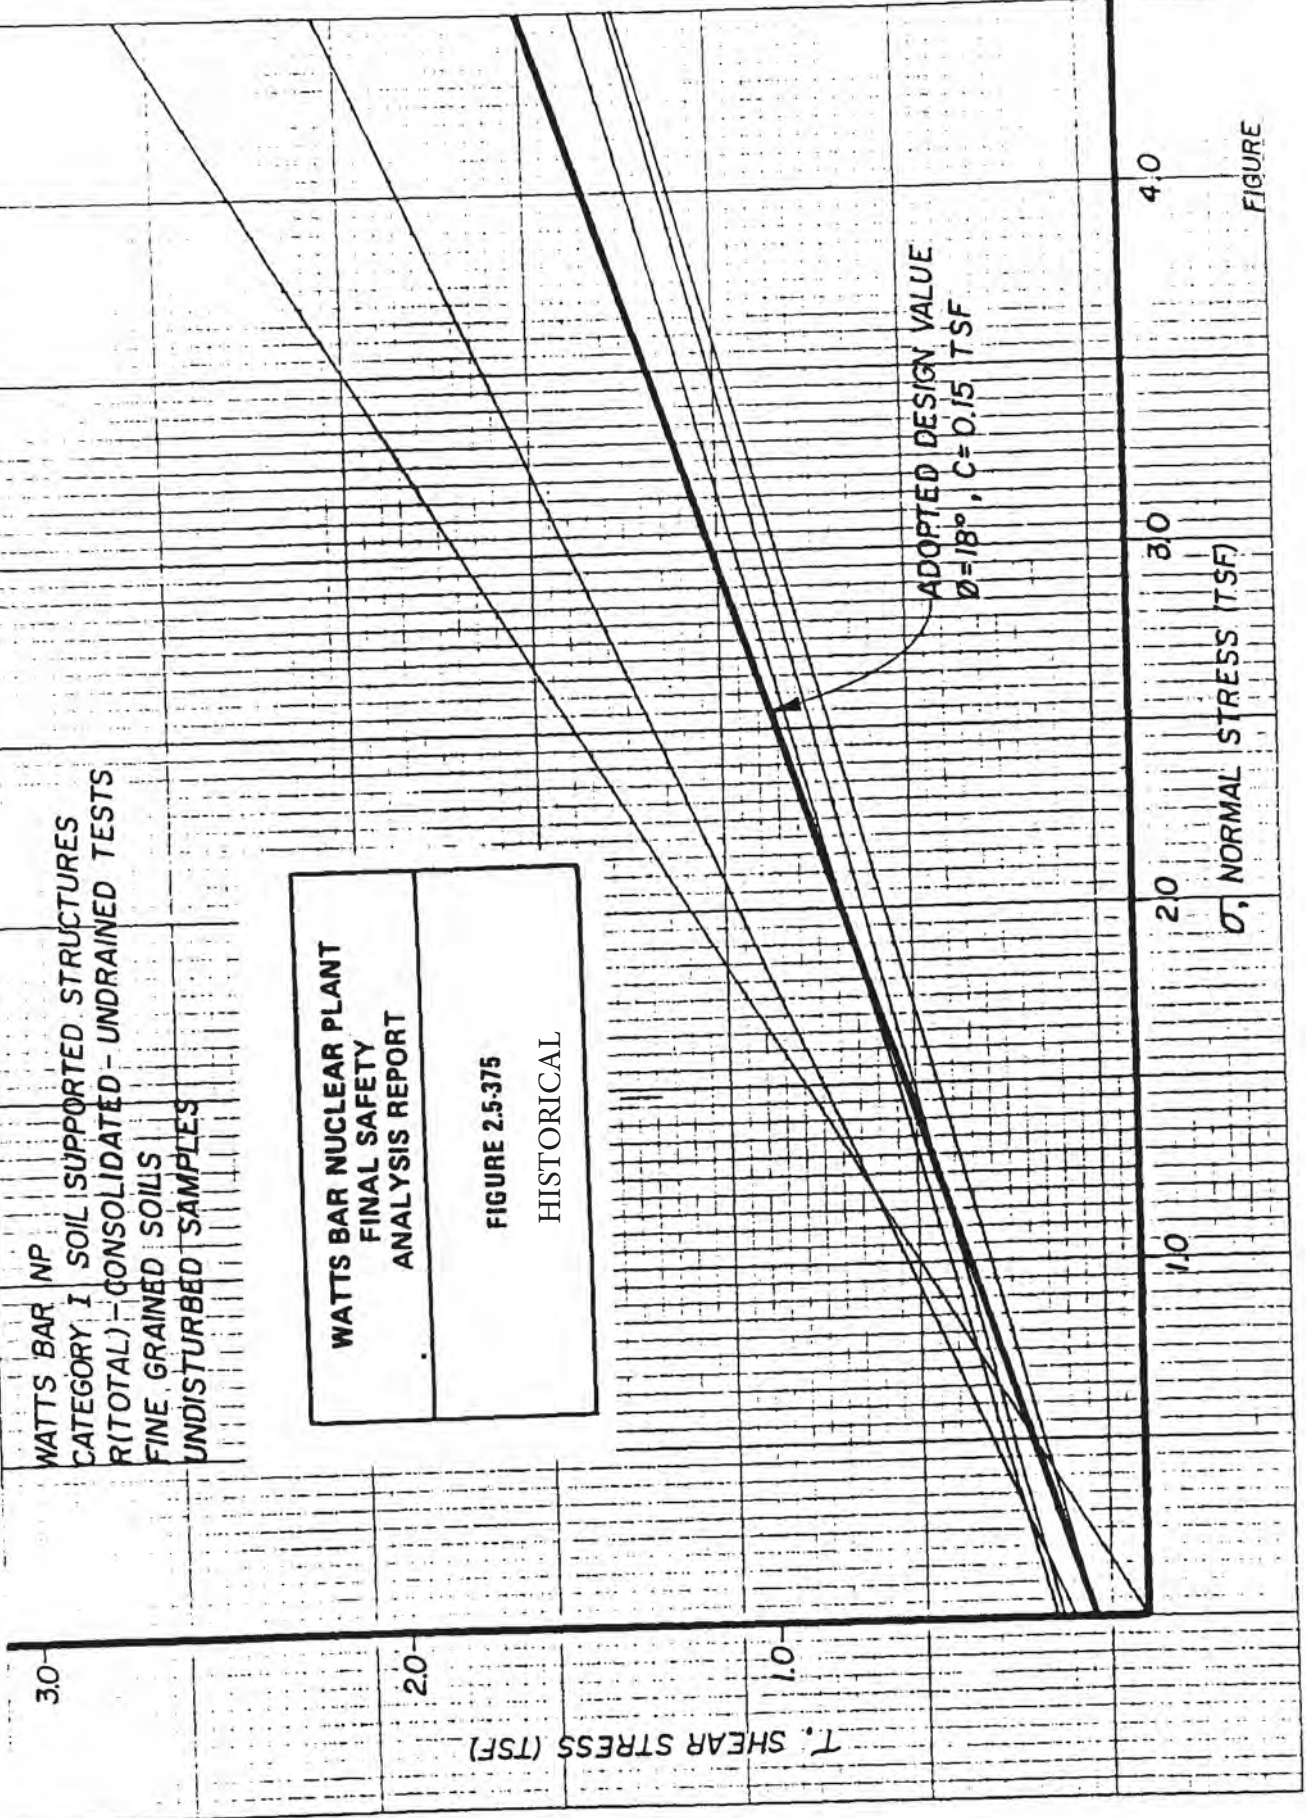 WATTS BAR NP
CATEGORY I SOIL SUPPORTED STRUCTURES
R(TOTAL)-CONSOLIDATED-UNDRAINED TESTS
FINE GRAINED SOILS
UNDISTURBED SAMPLES
WATTS BAR NUCLEAR PLANT
FINAL SAFETY
ANALYSIS REPORT
FIGURE 2.5-375
HISTORICAL
ADOPTED DESIGN VALUE
Ø=18°, C=0.15 TSF
3.0
2.0
1.0
τ, SHEAR STRESS (TSF)
1.0
2.0
3.0
4.0
σ, NORMAL STRESS (TSF)
FIGURE